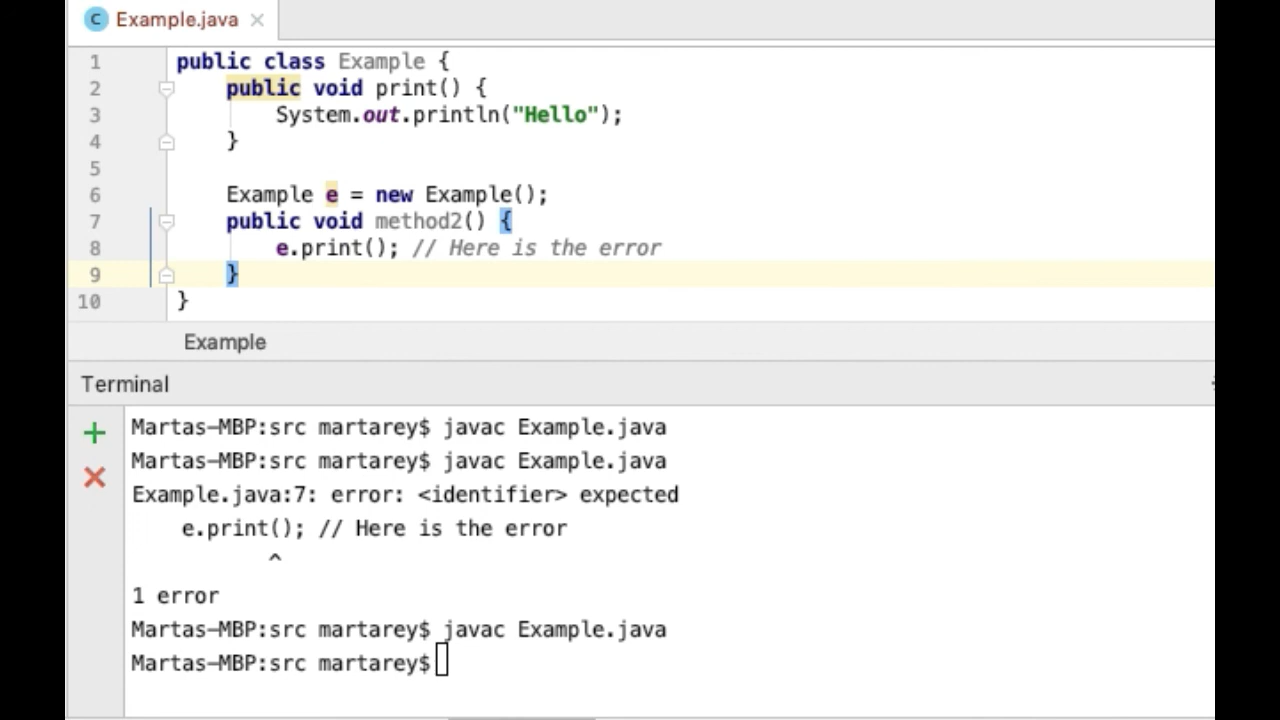 C Example.java ×
1 public class Example {
2 public void print() {
3 System.out.println("Hello");
4 }
5
6 Example e = new Example();
7 public void method2() {
8 e.print(); // Here is the error
9 }
10 }
Example
Terminal
Martas-MBP:src martarey$ javac Example.java
Martas-MBP:src martarey$ javac Example.java
Example.java:7: error: <identifier> expected
e.print(); // Here is the error
^
1 error
Martas-MBP:src martarey$ javac Example.java
Martas-MBP:src martarey$